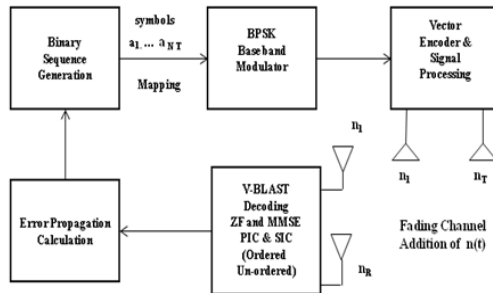 Binary
Sequence
Generation
symbols
a1.... aNT
Mapping
BPSK
Baseband
Modulator
Vector
Encoder &
Signal
Processing
n1
nT
Fading Channel
Addition of n(t)
n1
nR
V-BLAST
Decoding
ZF and MMSE
PIC & SIC
(Ordered
Un-ordered)
Error Propagation
Calculation